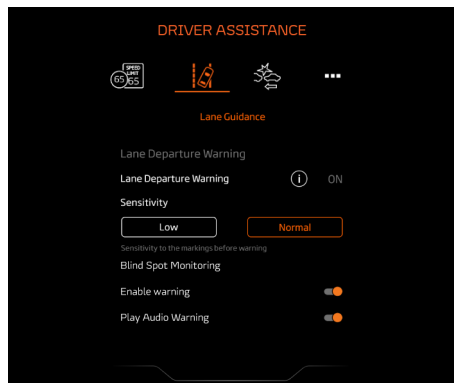 DRIVER ASSISTANCE
65
SPEED
LIMIT
65
Lane Guidance
Lane Departure Warning
Lane Departure Warning i ON
Sensitivity
Low Normal
Sensitivity to the markings before warning
Blind Spot Monitoring
Enable warning
Play Audio Warning